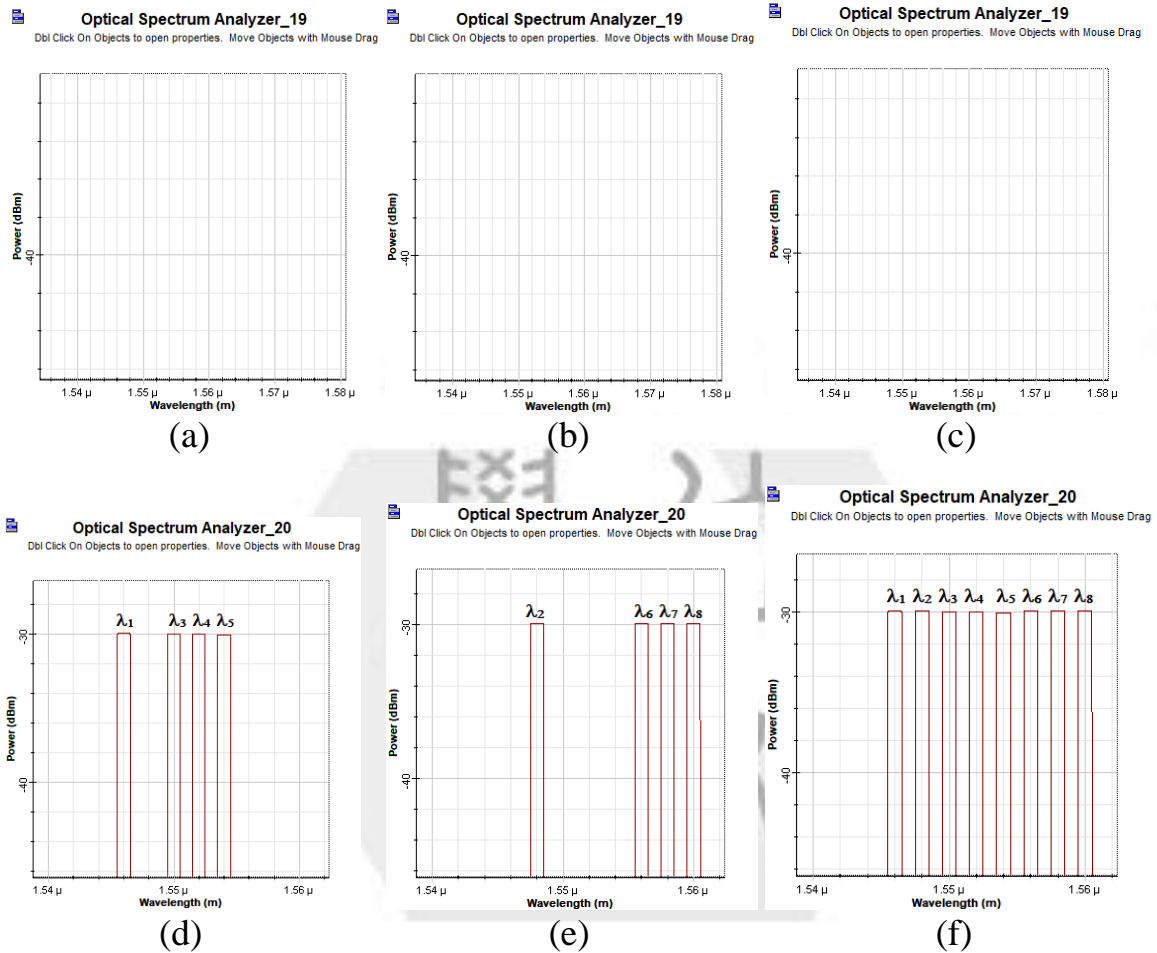 Optical Spectrum Analyzer_19
Dbl Click On Objects to open properties. Move Objects with Mouse Drag
Power (dBm)
-40
1.54 µ 1.55 µ 1.56 µ 1.57 µ 1.58 µ
Wavelength (m)
(a)
Optical Spectrum Analyzer_19
Dbl Click On Objects to open properties. Move Objects with Mouse Drag
Power (dBm)
-40
1.54 µ 1.55 µ 1.56 µ 1.57 µ 1.58 µ
Wavelength (m)
(b)
Optical Spectrum Analyzer_19
Dbl Click On Objects to open properties. Move Objects with Mouse Drag
Power (dBm)
-40
1.54 µ 1.55 µ 1.56 µ 1.57 µ 1.58 µ
Wavelength (m)
(c)
Optical Spectrum Analyzer_20
Dbl Click On Objects to open properties. Move Objects with Mouse Drag
λ1 λ3 λ4 λ5
Power (dBm)
-30
-40
1.54 µ 1.55 µ 1.56 µ
Wavelength (m)
(d)
Optical Spectrum Analyzer_20
Dbl Click On Objects to open properties. Move Objects with Mouse Drag
λ2 λ6 λ7 λ8
Power (dBm)
-30
-40
1.54 µ 1.55 µ 1.56 µ
Wavelength (m)
(e)
Optical Spectrum Analyzer_20
Dbl Click On Objects to open properties. Move Objects with Mouse Drag
λ1 λ2 λ3 λ4 λ5 λ6 λ7 λ8
Power (dBm)
-30
-40
1.54 µ 1.55 µ 1.56 µ
Wavelength (m)
(f)